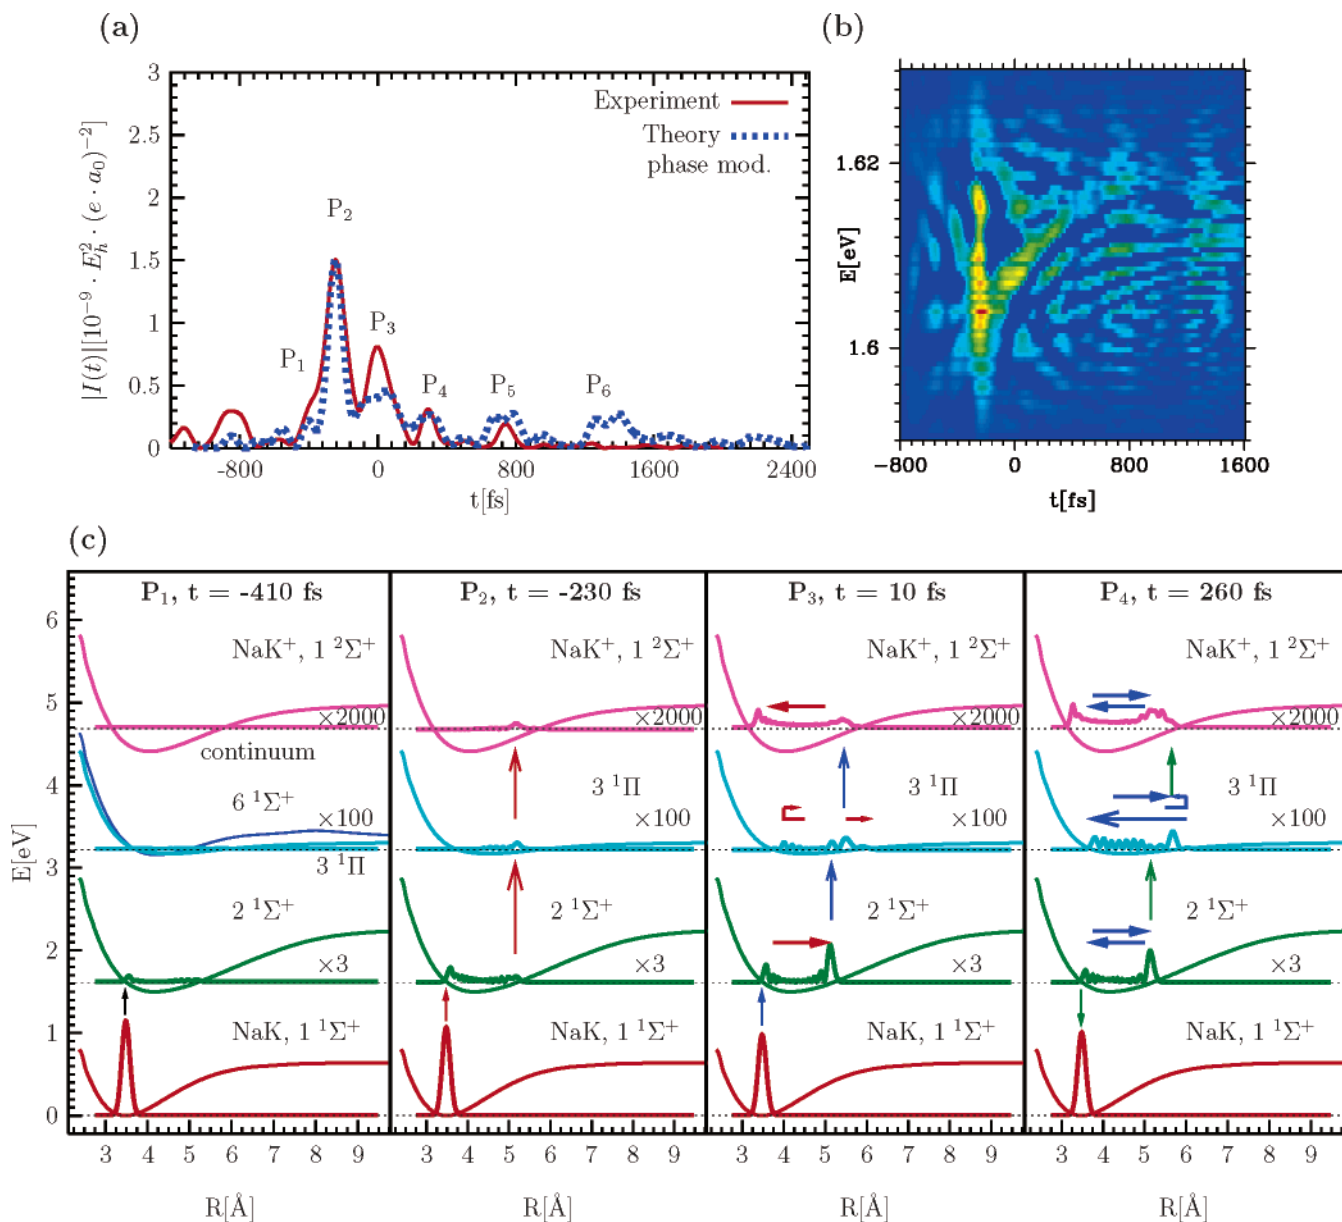 (a)
3
2.5
2
1.5
1
0.5
0
|I(t)|[10⁻⁹ · E_h² · (e · a₀)⁻²]
Experiment
Theory
phase mod.
P₁
P₂
P₃
P₄
P₅
P₆
-800 0 800 1600 2400
t[fs]
(b)
1.62
1.6
E[eV]
−800 0 800 1600
t[fs]
(c)
E[eV]
6
5
4
3
2
1
0
P₁, t = -410 fs
NaK⁺, 1 ²Σ⁺
×2000
continuum
6 ¹Σ⁺
×100
3 ¹Π
2 ¹Σ⁺
×3
NaK, 1 ¹Σ⁺
3 4 5 6 7 8 9
R[Å]
P₂, t = -230 fs
NaK⁺, 1 ²Σ⁺
×2000
3 ¹Π
×100
2 ¹Σ⁺
×3
NaK, 1 ¹Σ⁺
3 4 5 6 7 8 9
R[Å]
P₃, t = 10 fs
NaK⁺, 1 ²Σ⁺
×2000
3 ¹Π
×100
2 ¹Σ⁺
×3
NaK, 1 ¹Σ⁺
3 4 5 6 7 8 9
R[Å]
P₄, t = 260 fs
NaK⁺, 1 ²Σ⁺
×2000
3 ¹Π
×100
2 ¹Σ⁺
×3
NaK, 1 ¹Σ⁺
3 4 5 6 7 8 9
R[Å]